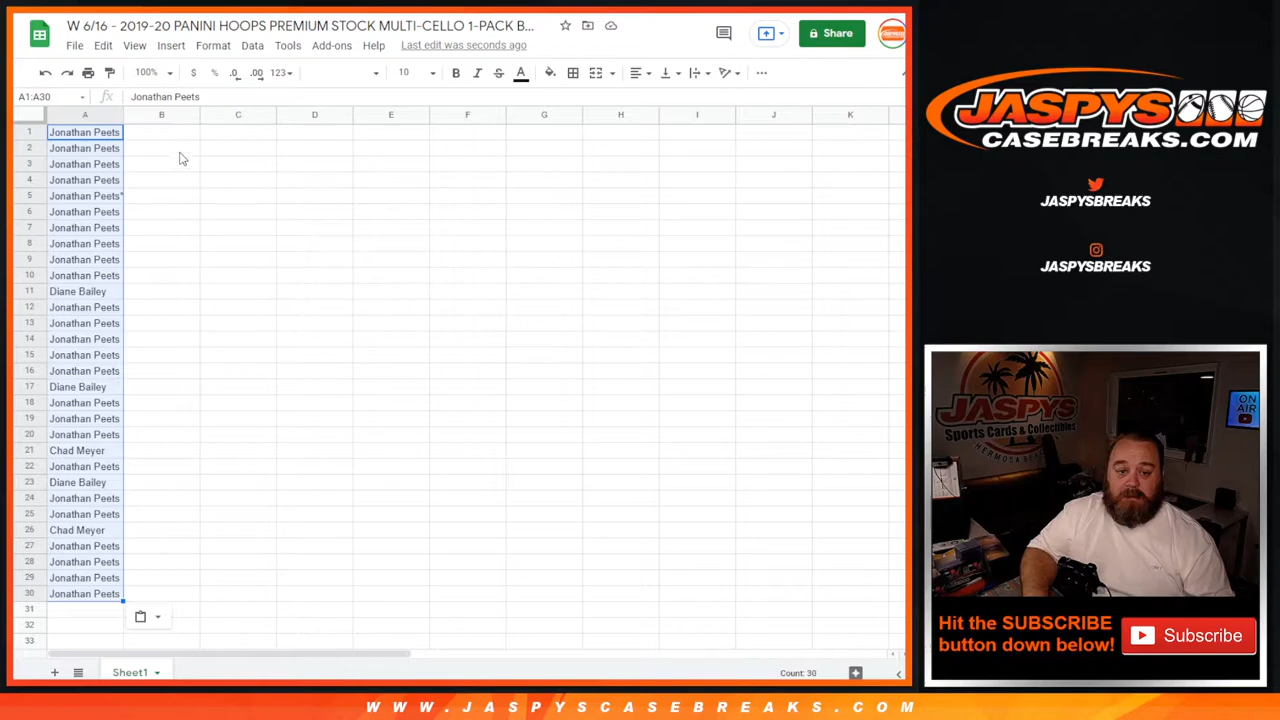 W 6/16 - 2019-20 PANINI HOOPS PREMIUM STOCK MULTI-CELLO 1-PACK B...
File Edit View Insert Format Data Tools Add-ons Help Last edit was seconds ago
Share
100% $ % .0 .00 123 10 B I S A
A1:A30 fx Jonathan Peets
A B C D E F G H I J K
1 Jonathan Peets
2 Jonathan Peets
3 Jonathan Peets
4 Jonathan Peets
5 Jonathan Peets*
6 Jonathan Peets
7 Jonathan Peets
8 Jonathan Peets
9 Jonathan Peets
10 Jonathan Peets
11 Diane Bailey
12 Jonathan Peets
13 Jonathan Peets
14 Jonathan Peets
15 Jonathan Peets
16 Jonathan Peets
17 Diane Bailey
18 Jonathan Peets
19 Jonathan Peets
20 Jonathan Peets
21 Chad Meyer
22 Jonathan Peets
23 Diane Bailey
24 Jonathan Peets
25 Jonathan Peets
26 Chad Meyer
27 Jonathan Peets
28 Jonathan Peets
29 Jonathan Peets
30 Jonathan Peets
31
32
33
Sheet1
Count: 30
JASPYS
CASEBREAKS.COM
JASPYSBREAKS
JASPYSBREAKS
JASPYS
Sports Cards & Collectibles
HERMOSA BEA
ON
AIR
Hit the SUBSCRIBE
button down below!
Subscribe
WWW.JASPYSCASEBREAKS.COM